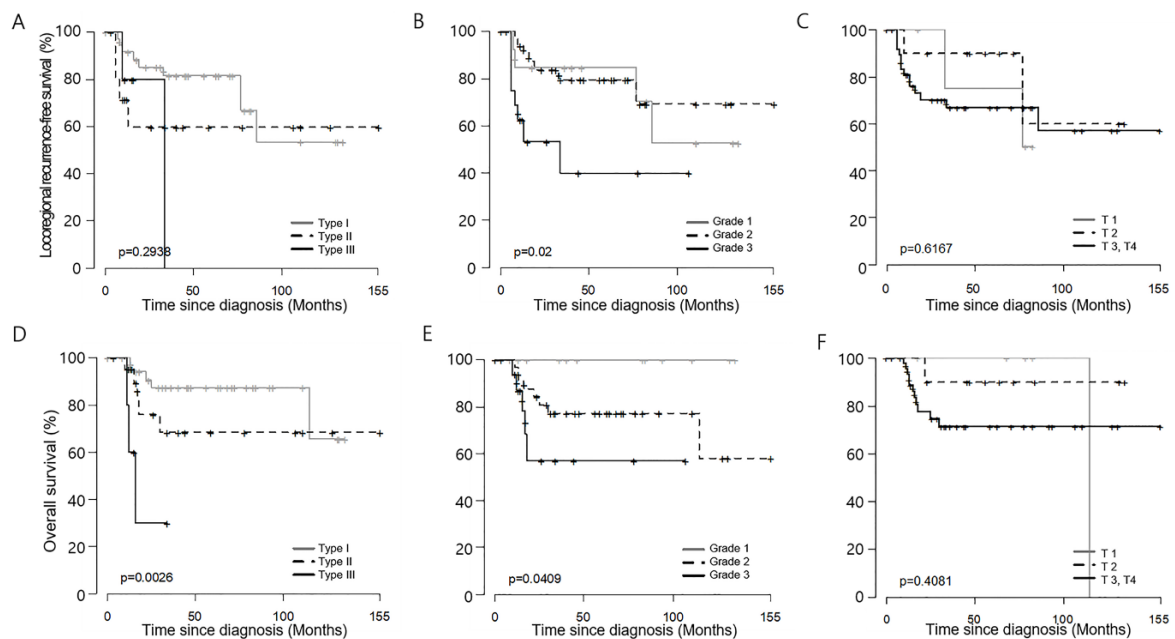 A
Locoregional recurrence-free survival (%)
100
80
60
40
20
0
Type I
Type II
Type III
p=0.2938
0
50
100
155
Time since diagnosis (Months)
B
100
80
60
40
20
0
Grade 1
Grade 2
Grade 3
p=0.02
0
50
100
155
Time since diagnosis (Months)
C
100
80
60
40
20
0
T 1
T 2
T 3, T4
p=0.6167
0
50
100
155
Time since diagnosis (Months)
D
Overall survival (%)
100
80
60
40
20
0
Type I
Type II
Type III
p=0.0026
0
50
100
155
Time since diagnosis (Months)
E
100
80
60
40
20
0
Grade 1
Grade 2
Grade 3
p=0.0409
0
50
100
155
Time since diagnosis (Months)
F
100
80
60
40
20
0
T 1
T 2
T 3, T4
p=0.4081
0
50
100
155
Time since diagnosis (Months)